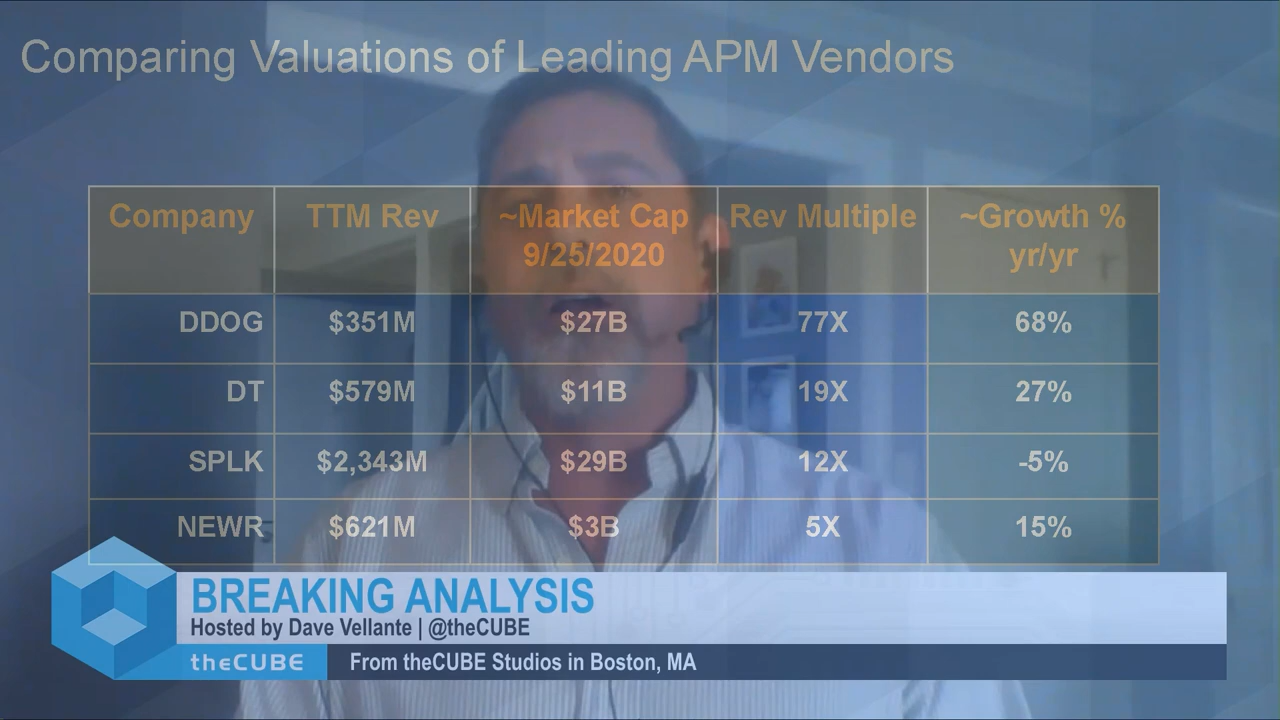 Comparing Valuations of Leading APM Vendors
Company TTM Rev ~Market Cap 9/25/2020 Rev Multiple ~Growth % yr/yr
DDOG $351M $27B 77X 68%
DT $579M $11B 19X 27%
SPLK $2,343M $29B 12X -5%
NEWR $621M $3B 5X 15%
BREAKING ANALYSIS
Hosted by Dave Vellante | @theCUBE
theCUBE From theCUBE Studios in Boston, MA